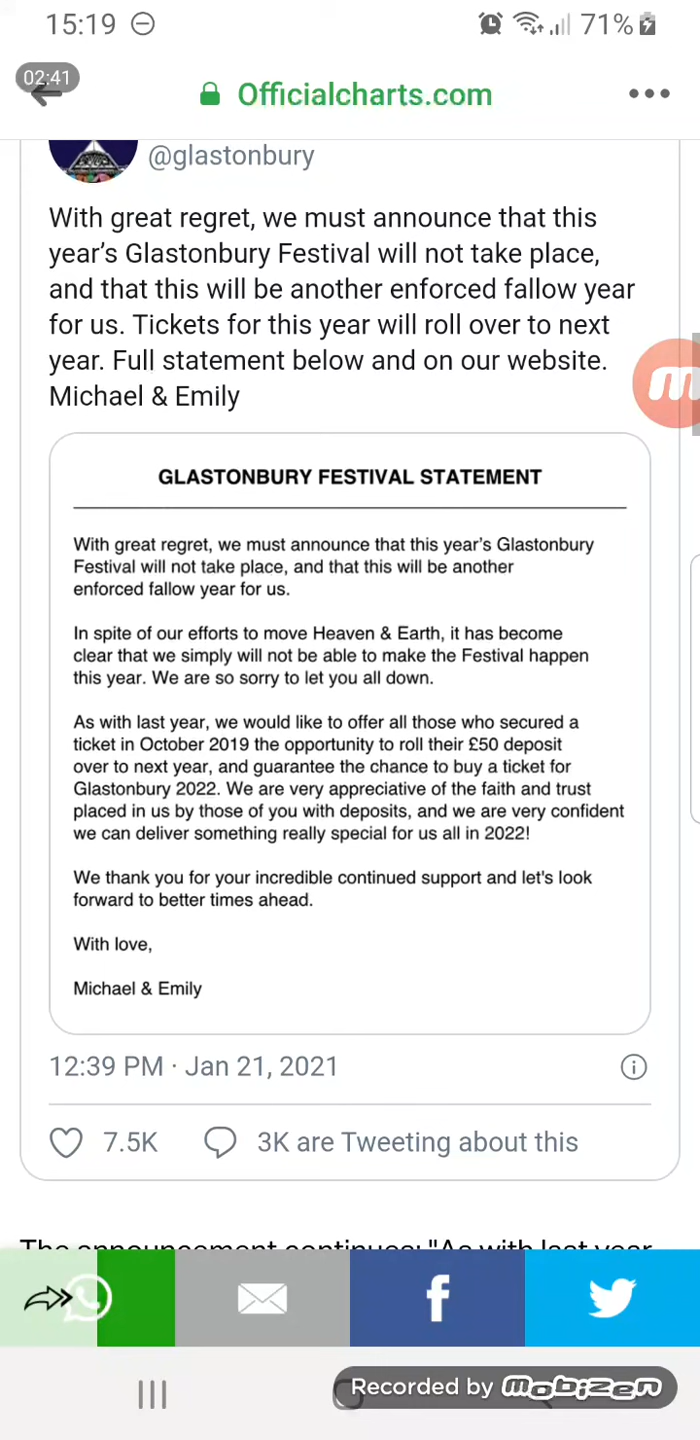 15:19 71%
02:41
Officialcharts.com
@glastonbury
With great regret, we must announce that this
year's Glastonbury Festival will not take place,
and that this will be another enforced fallow year
for us. Tickets for this year will roll over to next
year. Full statement below and on our website.
Michael & Emily
GLASTONBURY FESTIVAL STATEMENT
With great regret, we must announce that this year's Glastonbury
Festival will not take place, and that this will be another
enforced fallow year for us.
In spite of our efforts to move Heaven & Earth, it has become
clear that we simply will not be able to make the Festival happen
this year. We are so sorry to let you all down.
As with last year, we would like to offer all those who secured a
ticket in October 2019 the opportunity to roll their £50 deposit
over to next year, and guarantee the chance to buy a ticket for
Glastonbury 2022. We are very appreciative of the faith and trust
placed in us by those of you with deposits, and we are very confident
we can deliver something really special for us all in 2022!
We thank you for your incredible continued support and let's look
forward to better times ahead.
With love,
Michael & Emily
12:39 PM · Jan 21, 2021
7.5K 3K are Tweeting about this
The announcement continues: "As with last year
Recorded by mobizen